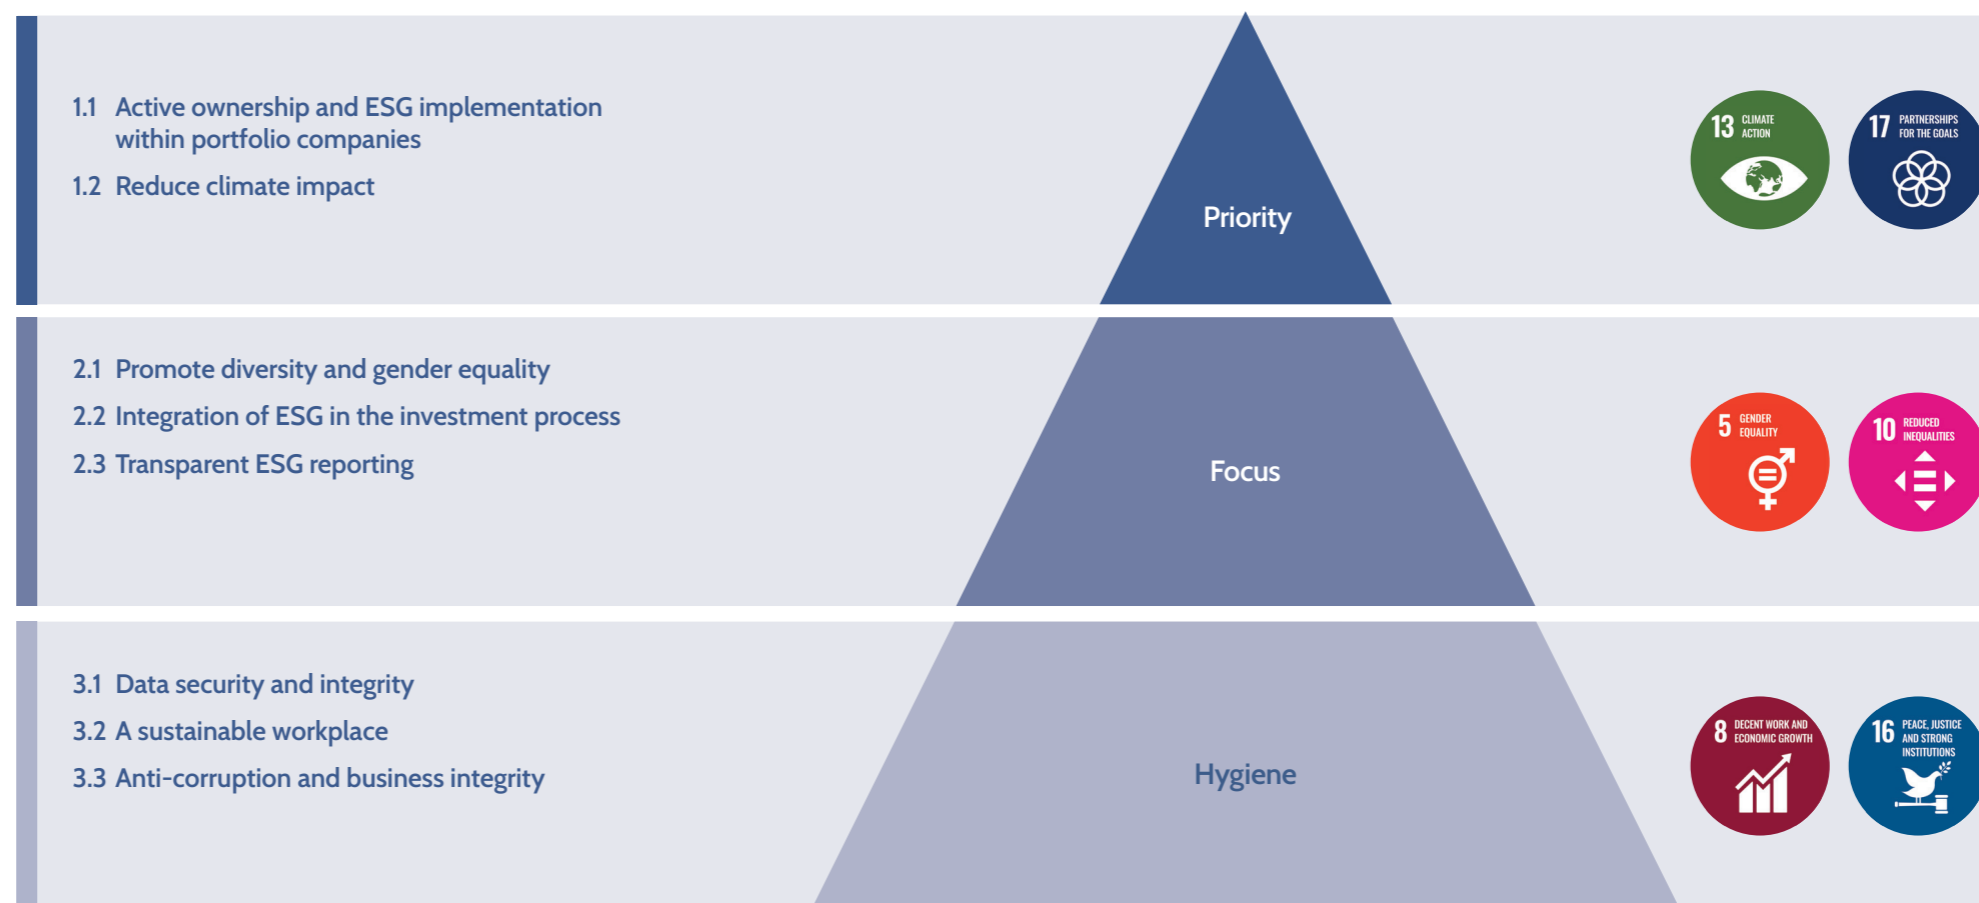 1.1 Active ownership and ESG implementation
within portfolio companies
1.2 Reduce climate impact
Priority
13 CLIMATE
ACTION
17 PARTNERSHIPS
FOR THE GOALS
2.1 Promote diversity and gender equality
2.2 Integration of ESG in the investment process
2.3 Transparent ESG reporting
Focus
5 GENDER
EQUALITY
10 REDUCED
INEQUALITIES
3.1 Data security and integrity
3.2 A sustainable workplace
3.3 Anti-corruption and business integrity
Hygiene
8 DECENT WORK AND
ECONOMIC GROWTH
16 PEACE, JUSTICE
AND STRONG
INSTITUTIONS